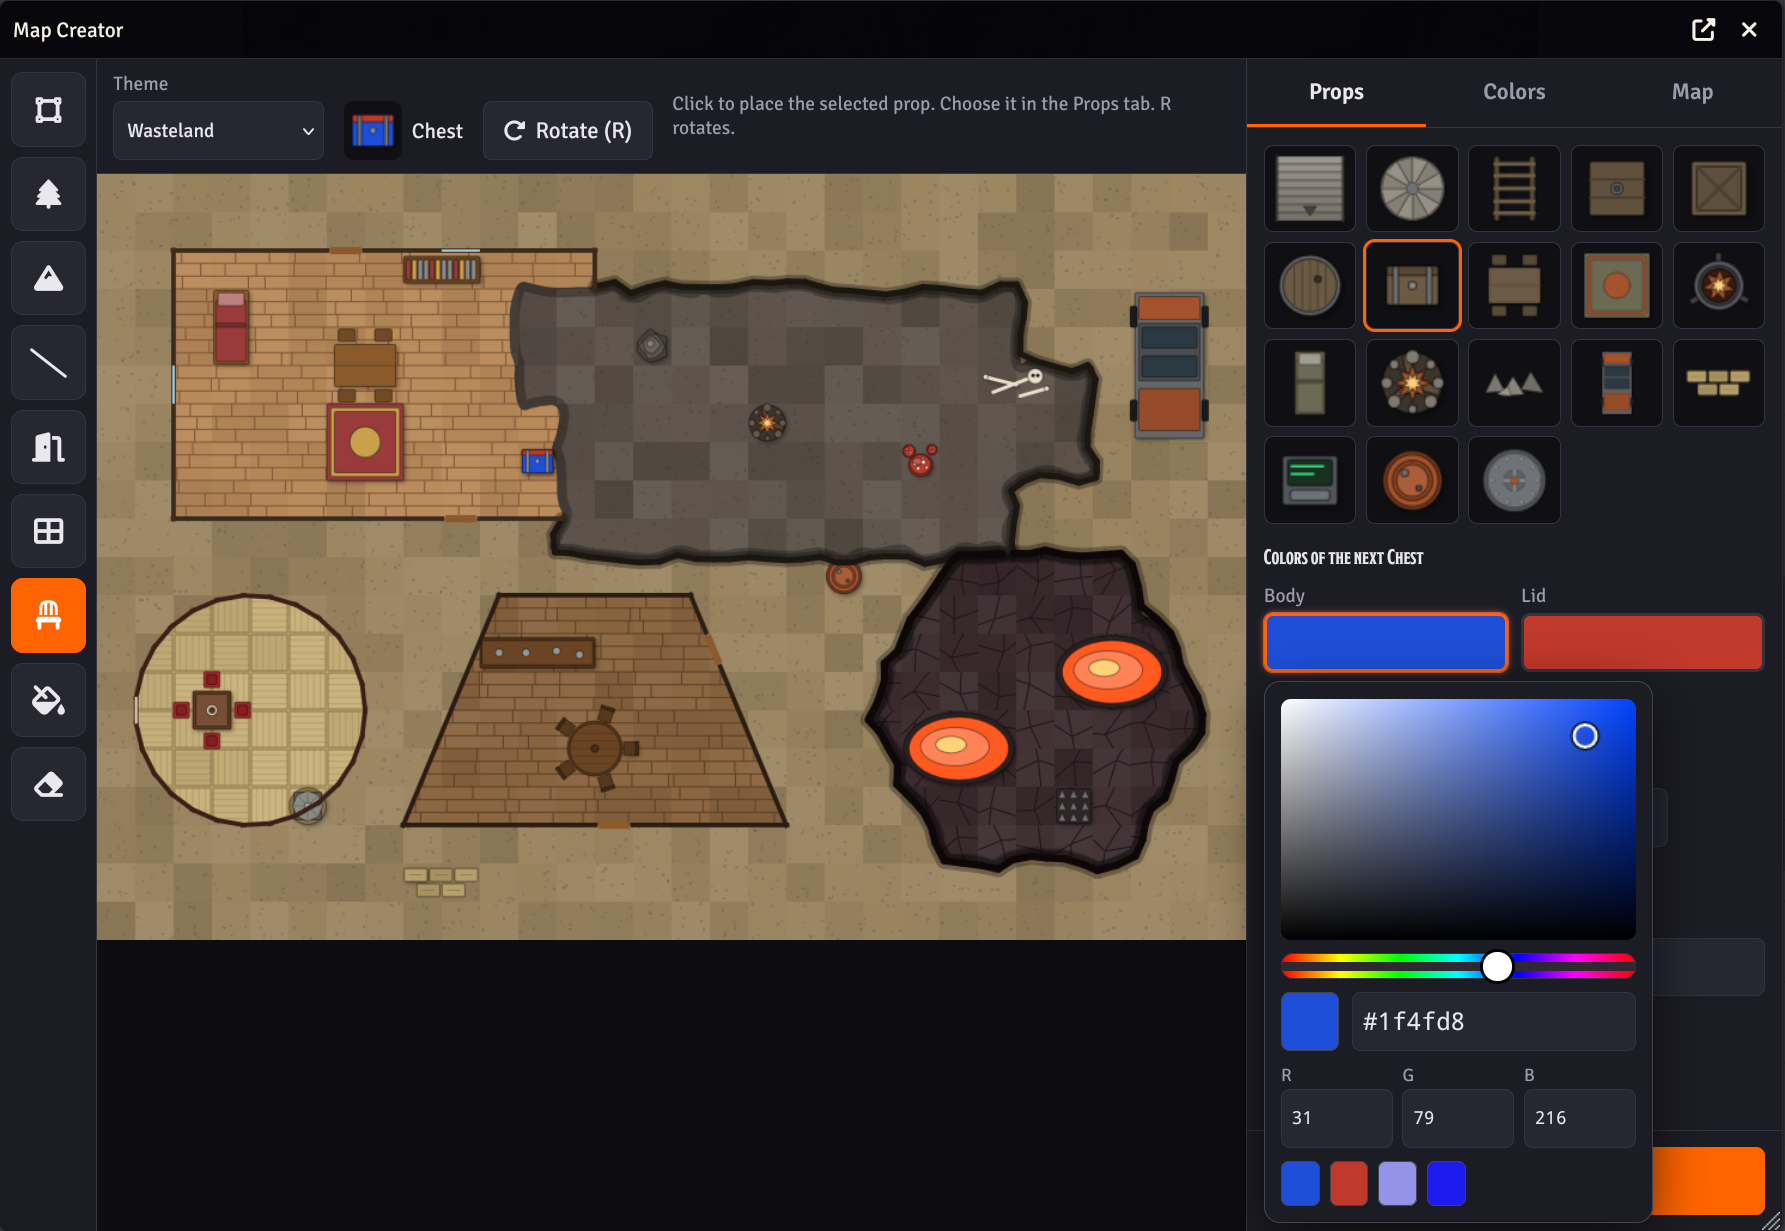 Map Creator
Theme
Wasteland
Chest
Rotate (R)
Click to place the selected prop. Choose it in the Props tab. R
rotates.
Props
Colors
Map
Colors of the next Chest
Body
Lid
#1f4fd8
R
G
B
31
79
216